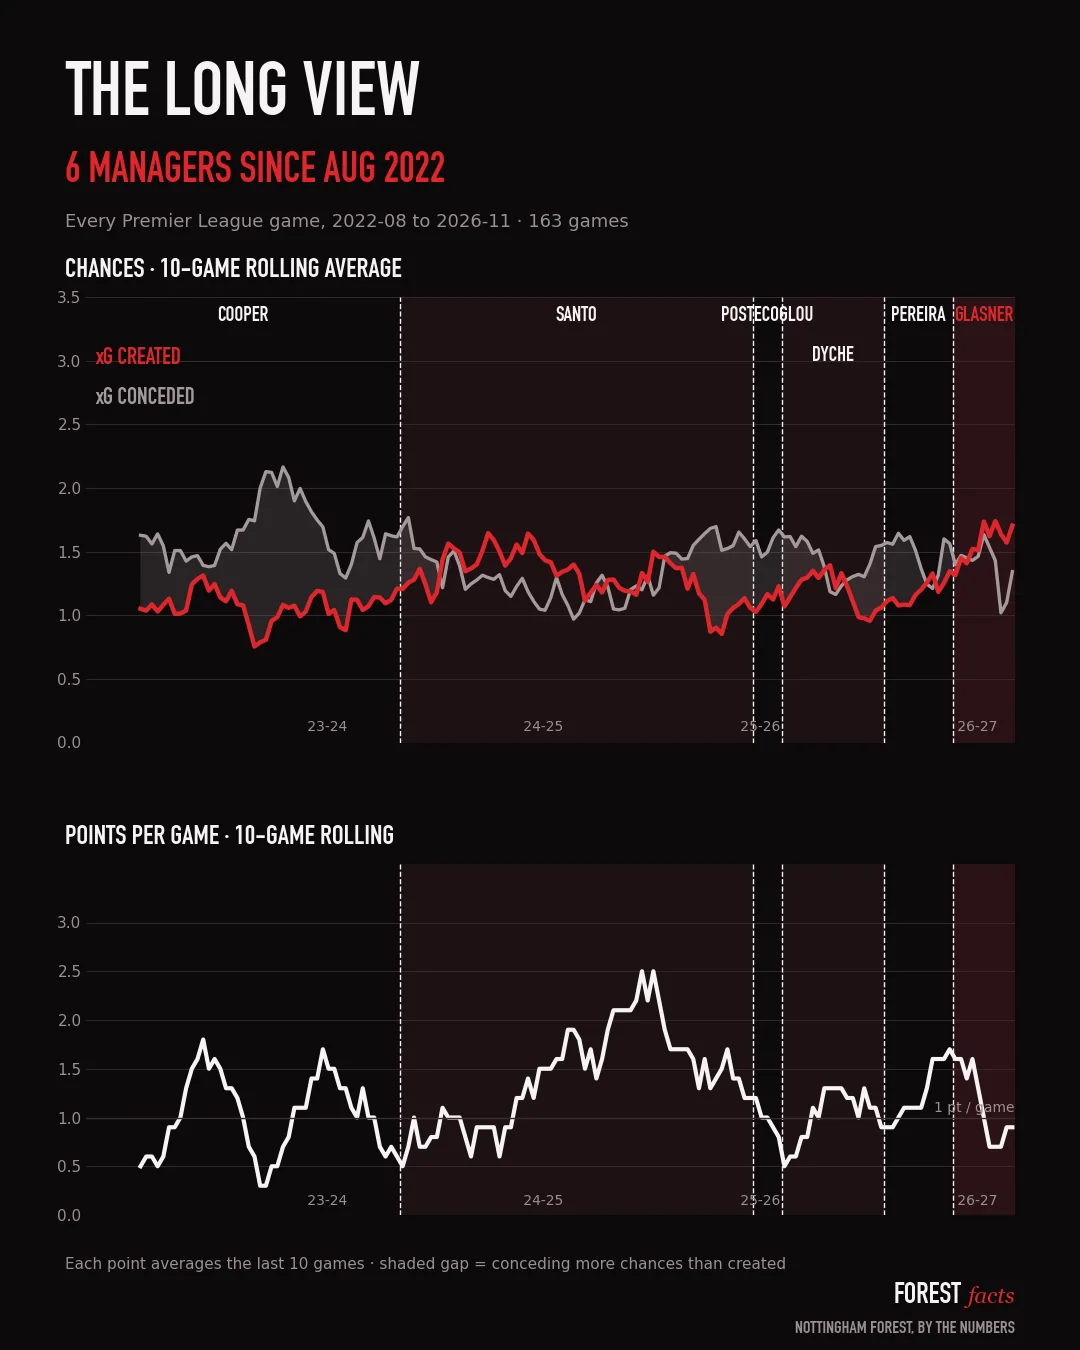 THE LONG VIEW
6 MANAGERS SINCE AUG 2022
Every Premier League game, 2022-08 to 2026-11 · 163 games
CHANCES · 10-GAME ROLLING AVERAGE
3.5
COOPER SANTO POSTECOGLOU PEREIRA GLASNER
xG CREATED
3.0
DYCHE
xG CONCEDED
2.5
2.0
1.5
1.0
0.5
23-24 24-25 25-26 26-27
0.0
POINTS PER GAME · 10-GAME ROLLING
3.0
2.5
2.0
1.5
1 pt / game
1.0
0.5
23-24 24-25 25-26 26-27
0.0
Each point averages the last 10 games · shaded gap = conceding more chances than created
FOREST facts
NOTTINGHAM FOREST, BY THE NUMBERS